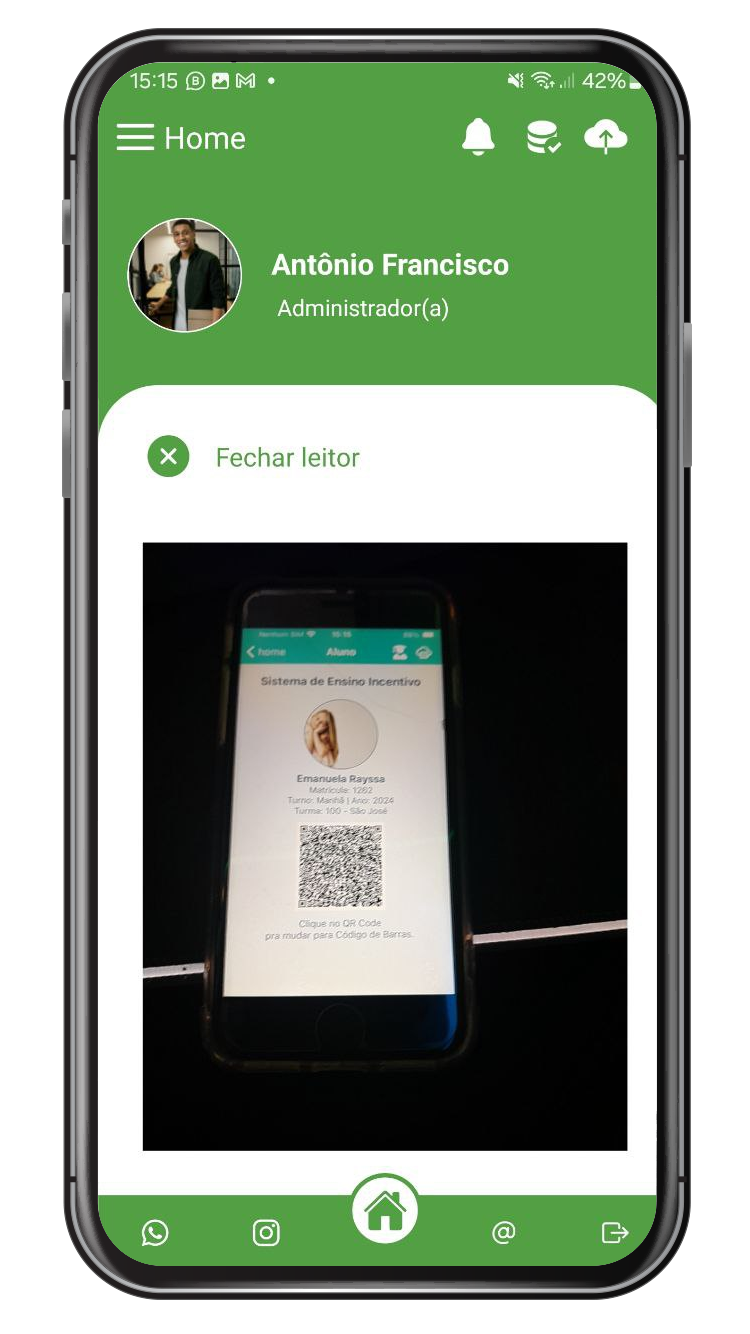 15:15 42%
Home
Antônio Francisco
Administrador(a)
Fechar leitor
Nenhum SIM 15:15
home Aluno
Sistema de Ensino Incentivo
Emanuela Rayssa
Matrícula: 1262
Turno: Manhã | Ano: 2024
Turma: 100 - São José
Clique no QR Code
pra mudar para Código de Barras.